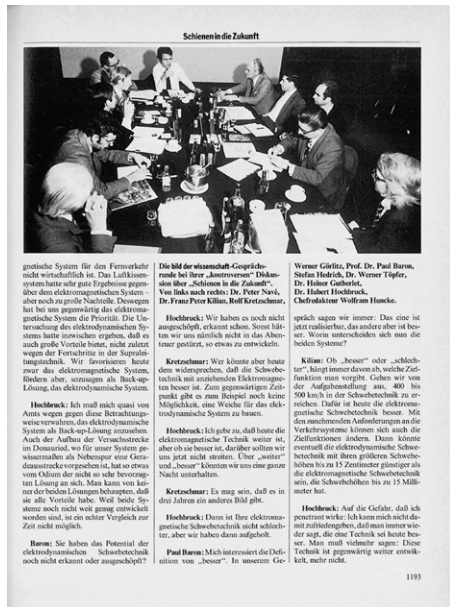 Schienen in die Zukunft
gnetische System für den Fernverkehr
nicht wirtschaftlich ist. Das Luftkissen-
system hatte sehr gute Ergebnisse gegen-
über dem elektromagnetischen System –
aber noch zu große Nachteile. Deswegen
hat bei uns gegenwärtig das elektroma-
gnetische System die Priorität. Die Un-
tersuchung des elektrodynamischen Sy-
stems hatte inzwischen ergeben, daß es
auch große Vorteile bietet, nicht zuletzt
wegen der Fortschritte in der Supralei-
tungstechnik. Wir favorisieren heute
zwar das elektromagnetische System,
fördern aber, sozusagen als Back-up-
Lösung, das elektrodynamische System.
Hochbruck: Ich muß mich quasi von
Amts wegen gegen diese Betrachtungs-
weise verwahren, das elektrodynamische
System als Back-up-Lösung anzusehen.
Auch der Aufbau der Versuchsstrecke
im Donauried, wo für unser System ge-
wissermaßen als Nebenspur eine Gera-
deausstrecke vorgesehen ist, hat so etwas
vom Odium der nicht so sehr bevorzug-
ten Lösung an sich. Man kann von kei-
ner der beiden Lösungen behaupten, daß
sie alle Vorteile habe. Weil beide Sy-
steme noch nicht weit genug entwickelt
worden sind, ist ein echter Vergleich zur
Zeit nicht möglich.
Baron: Sie haben das Potential der
elektrodynamischen Schwebetechnik
noch nicht erkannt oder ausgeschöpft?
Die bild der wissenschaft-Gesprächs-
runde bei ihrer „kontroversen“ Diskus-
sion über „Schienen in die Zukunft“.
Von links nach rechts: Dr. Peter Navé,
Dr. Franz Peter Kilian, Rolf Kretzschmar,
Werner Görlitz, Prof. Dr. Paul Baron,
Stefan Hedrich, Dr. Werner Töpfer,
Dr. Heiner Gutberlet,
Dr. Hubert Hochbruck,
Chefredakteur Wolfram Huncke.
Hochbruck: Wir haben es noch nicht
ausgeschöpft, erkannt schon. Sonst hät-
ten wir uns nämlich nicht in das Aben-
teuer gestürzt, so etwas zu entwickeln.
Kretzschmar: Wer könnte aber heute
dem widersprechen, daß die Schwebe-
technik mit anziehenden Elektromagne-
ten besser ist. Zum gegenwärtigen Zeit-
punkt gibt es zum Beispiel noch keine
Möglichkeit, eine Weiche für das elek-
trodynamische System zu bauen.
Hochbruck: Ich gebe zu, daß heute die
elektromagnetische Technik weiter ist,
aber ob sie besser ist, darüber sollten wir
uns jetzt nicht streiten. Über „weiter“
und „besser“ könnten wir uns eine ganze
Nacht unterhalten.
Kretzschmar: Es mag sein, daß es in
drei Jahren ein anderes Bild gibt.
Hochbruck: Dann ist Ihre elektroma-
gnetische Schwebetechnik nicht schlech-
ter, aber wir haben dann aufgeholt.
Paul Baron: Mich interessiert die Defi-
nition von „besser“. In unserem Ge-
spräch sagen wir immer: Das eine ist
jetzt realisierbar, das andere aber ist bes-
ser. Worin unterscheiden sich nun die
beiden Systeme?
Kilian: Ob „besser“ oder „schlech-
ter“, hängt immer davon ab, welche Ziel-
funktion man vorgibt. Gehen wir von
der Aufgabenstellung aus, 400 bis
500 km/h in der Schwebetechnik zu er-
reichen. Dafür ist heute die elektroma-
gnetische Schwebetechnik besser. Mit
den zunehmenden Anforderungen an die
Verkehrssysteme können sich auch die
Zielfunktionen ändern. Dann könnte
eventuell die elektrodynamische Schwe-
betechnik mit ihren größeren Schwebe-
höhen bis zu 15 Zentimeter günstiger als
die elektromagnetische Schwebetechnik
sein, die Schwebehöhen bis zu 15 Milli-
meter hat.
Hochbruck: Auf die Gefahr, daß ich
penetrant wirke: Ich kann mich nicht da-
mit zufriedengeben, daß man immer wie-
der sagt, die eine Technik sei heute bes-
ser. Man muß vielmehr sagen: Diese
Technik ist gegenwärtig weiter entwik-
kelt, mehr nicht.
1193